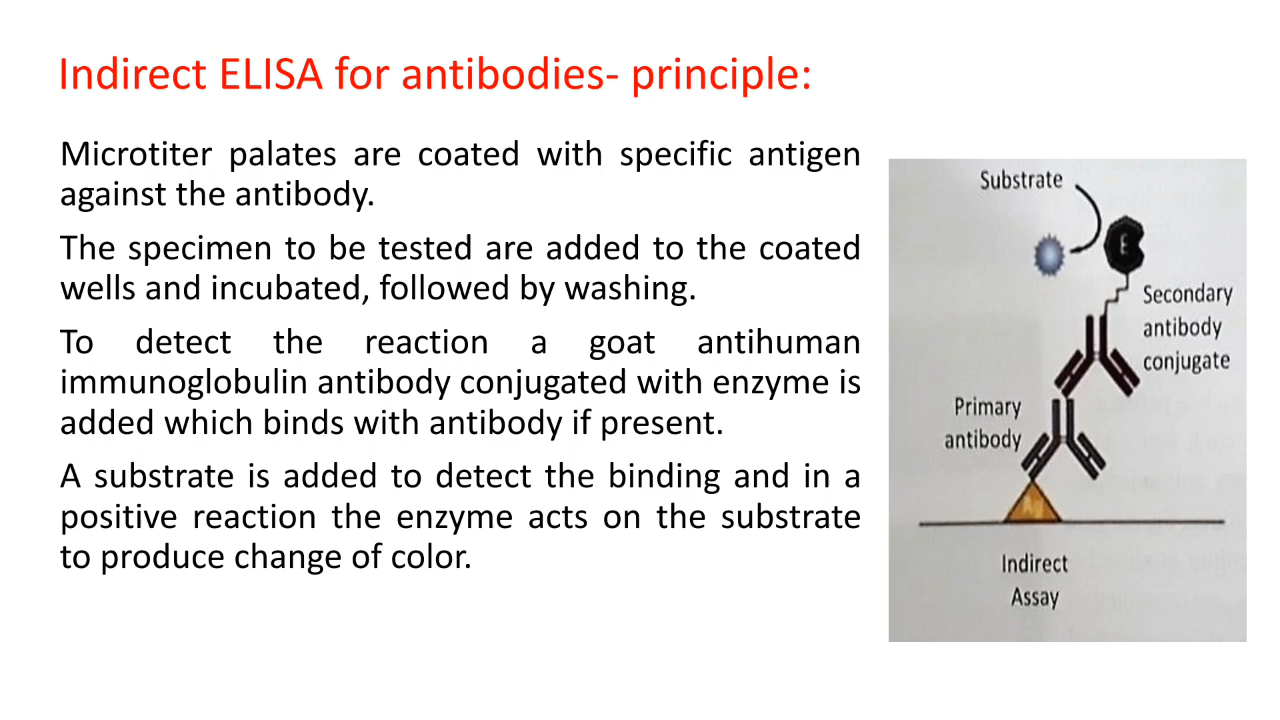 Indirect ELISA for antibodies- principle:
Microtiter palates are coated with specific antigen
against the antibody.
The specimen to be tested are added to the coated
wells and incubated, followed by washing.
To detect the reaction a goat antihuman
immunoglobulin antibody conjugated with enzyme is
added which binds with antibody if present.
A substrate is added to detect the binding and in a
positive reaction the enzyme acts on the substrate
to produce change of color.
Substrate
E
Secondary
antibody
conjugate
Primary
antibody
Indirect
Assay